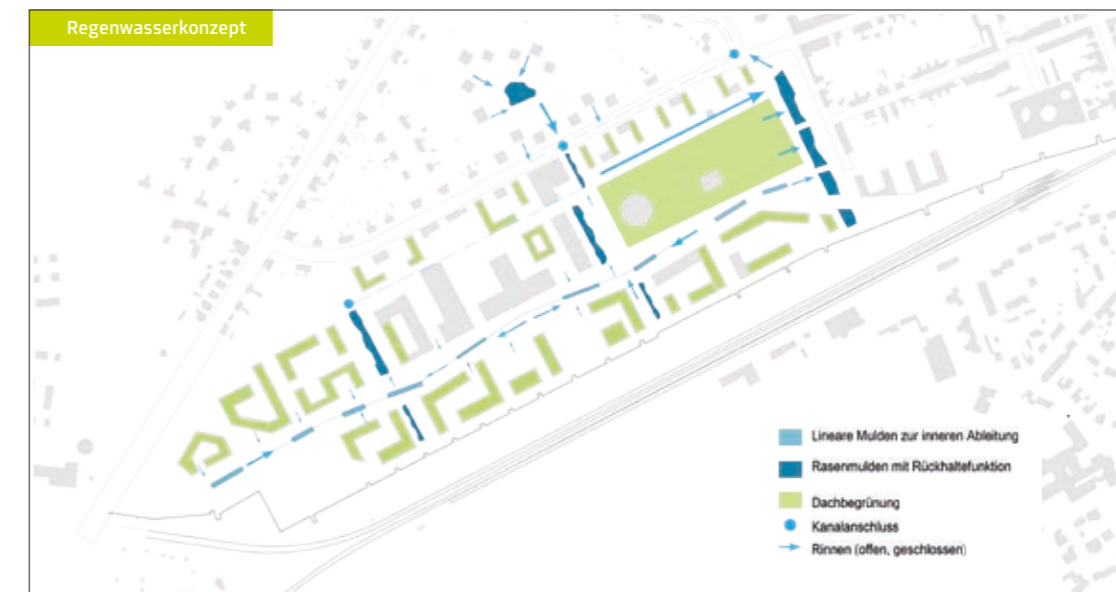 Regenwasserkonzept
Lineare Mulden zur inneren Ableitung
Rasenmulden mit Rückhaltefunktion
Dachbegrünung
Kanalanschluss
Rinnen (offen, geschlossen)